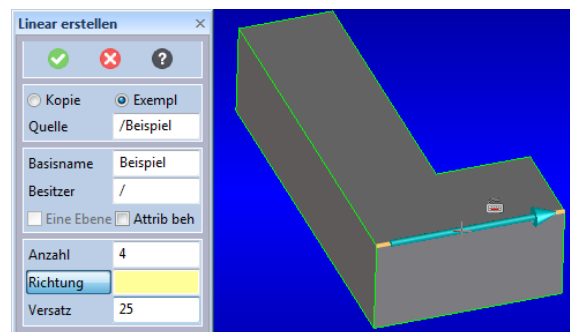 Linear erstellen
Kopie Exempl
Quelle /Beispiel
Basisname Beispiel
Besitzer /
Eine Ebene Attrib beh
Anzahl 4
Richtung
Versatz 25